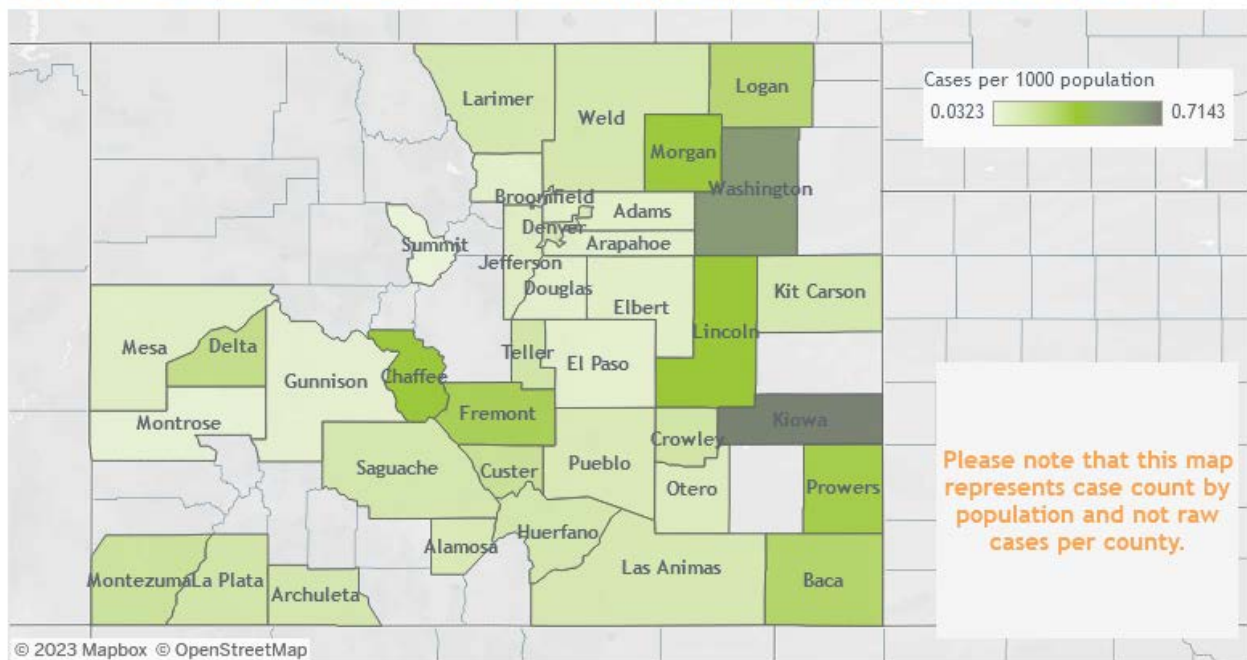 Cases per 1000 population
0.0323 0.7143
Logan
Larimer
Weld
Morgan
Washington
Broomfield
Adams
Denver
Summit
Arapahoe
Jefferson
Douglas
Elbert
Kit Carson
Lincoln
Mesa
Delta
Teller
Gunnison
Chaffee
El Paso
Fremont
Kiowa
Montrose
Crowley
Saguache
Custer
Pueblo
Otero
Prowers
Huerfano
Alamosa
Las Animas
Montezuma
La Plata
Archuleta
Baca
Please note that this map
represents case count by
population and not raw
cases per county.
© 2023 Mapbox © OpenStreetMap